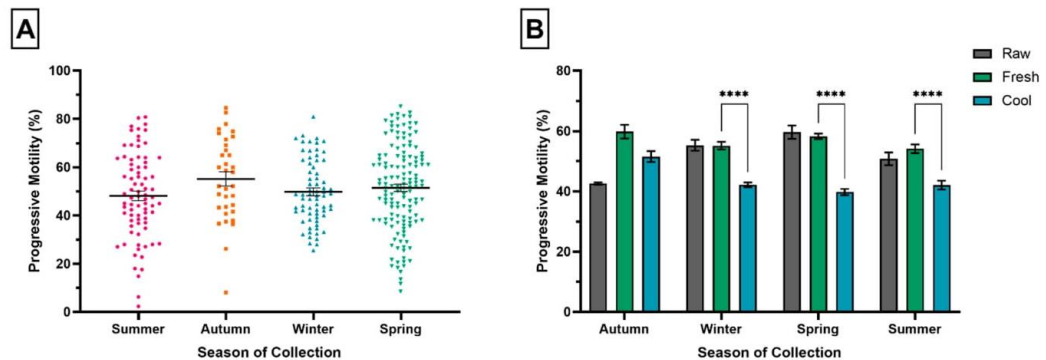 A
Progressive Motility (%)
100
80
60
40
20
0
Summer Autumn Winter Spring
Season of Collection
B
Progressive Motility (%)
80
60
40
20
0
**** **** ****
Autumn Winter Spring Summer
Season of Collection
Raw
Fresh
Cool